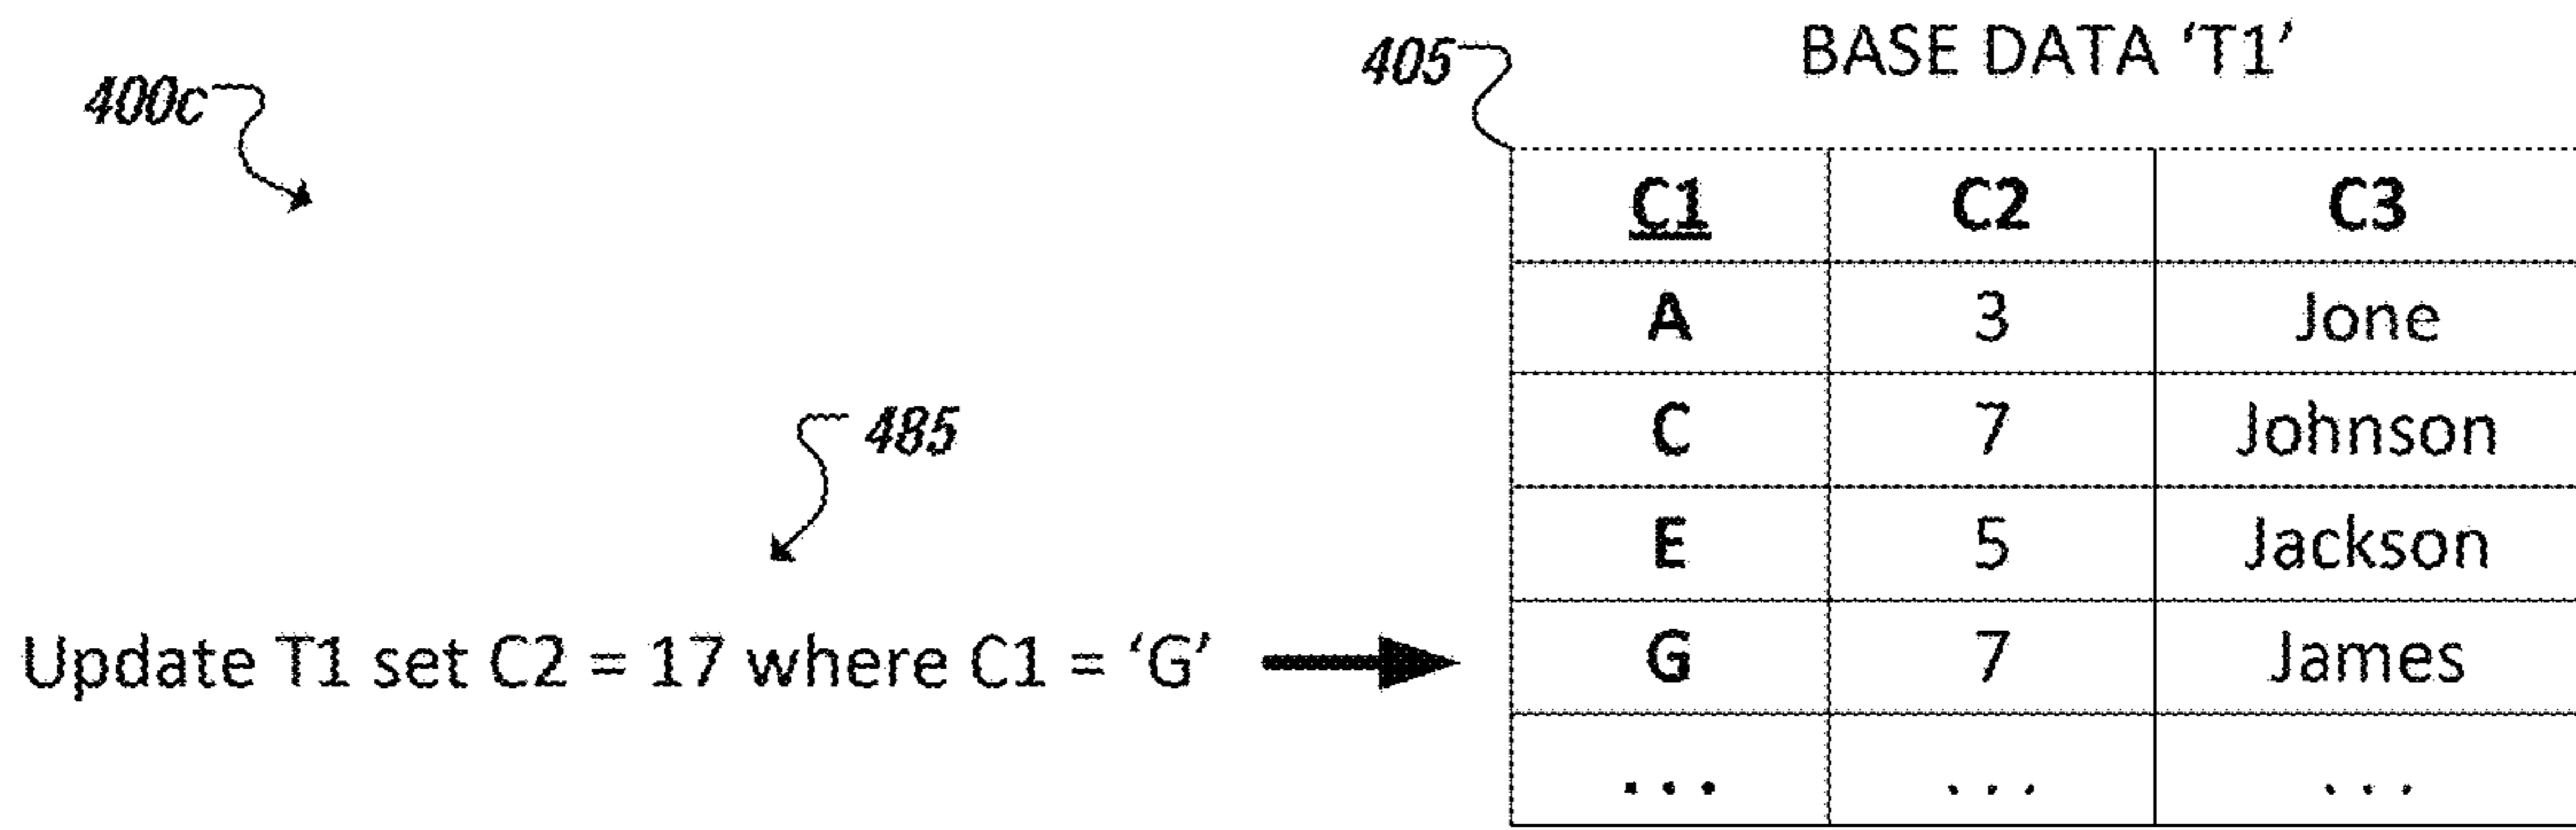 BASE DATA ‘T1’
405
400c
C1 C2 C3
A 3 Jone
C 7 Johnson
485
E 5 Jackson
Update T1 set C2 = 17 where C1 = ‘G’
G 7 James
... ... ...